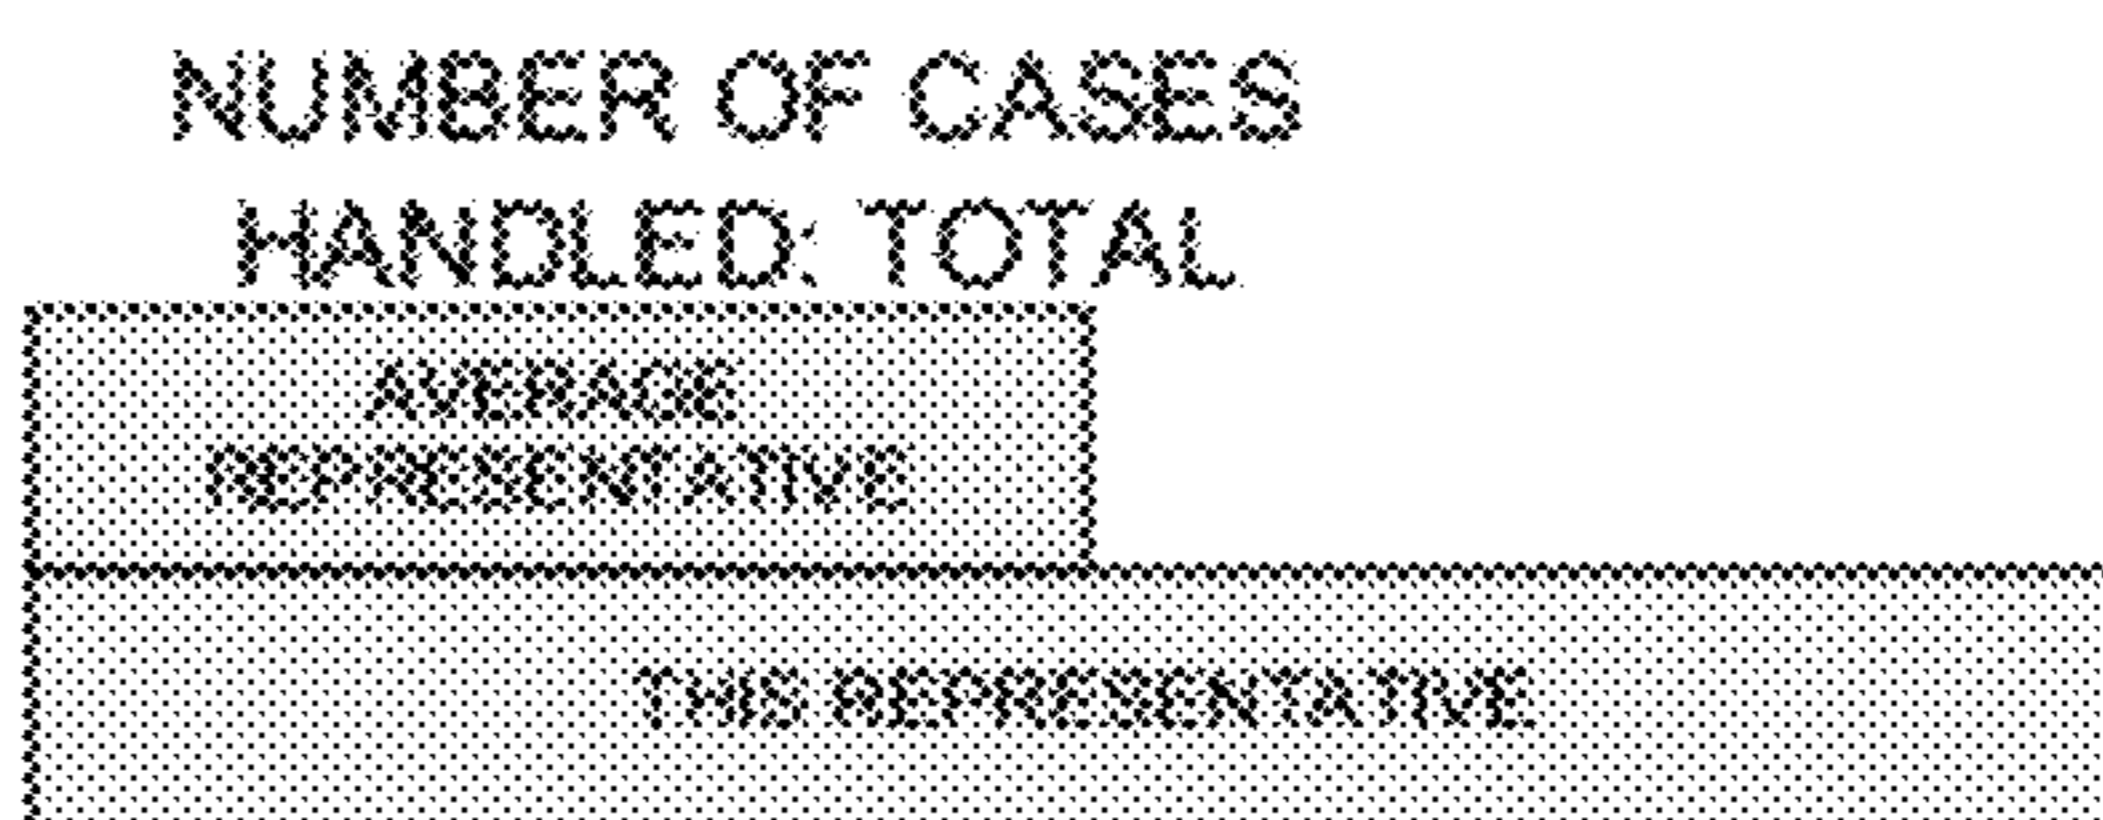 NUMBER OF CASES
HANDLED: TOTAL
AVERAGE
REPRESENTATIVE
THIS REPRESENTATIVE